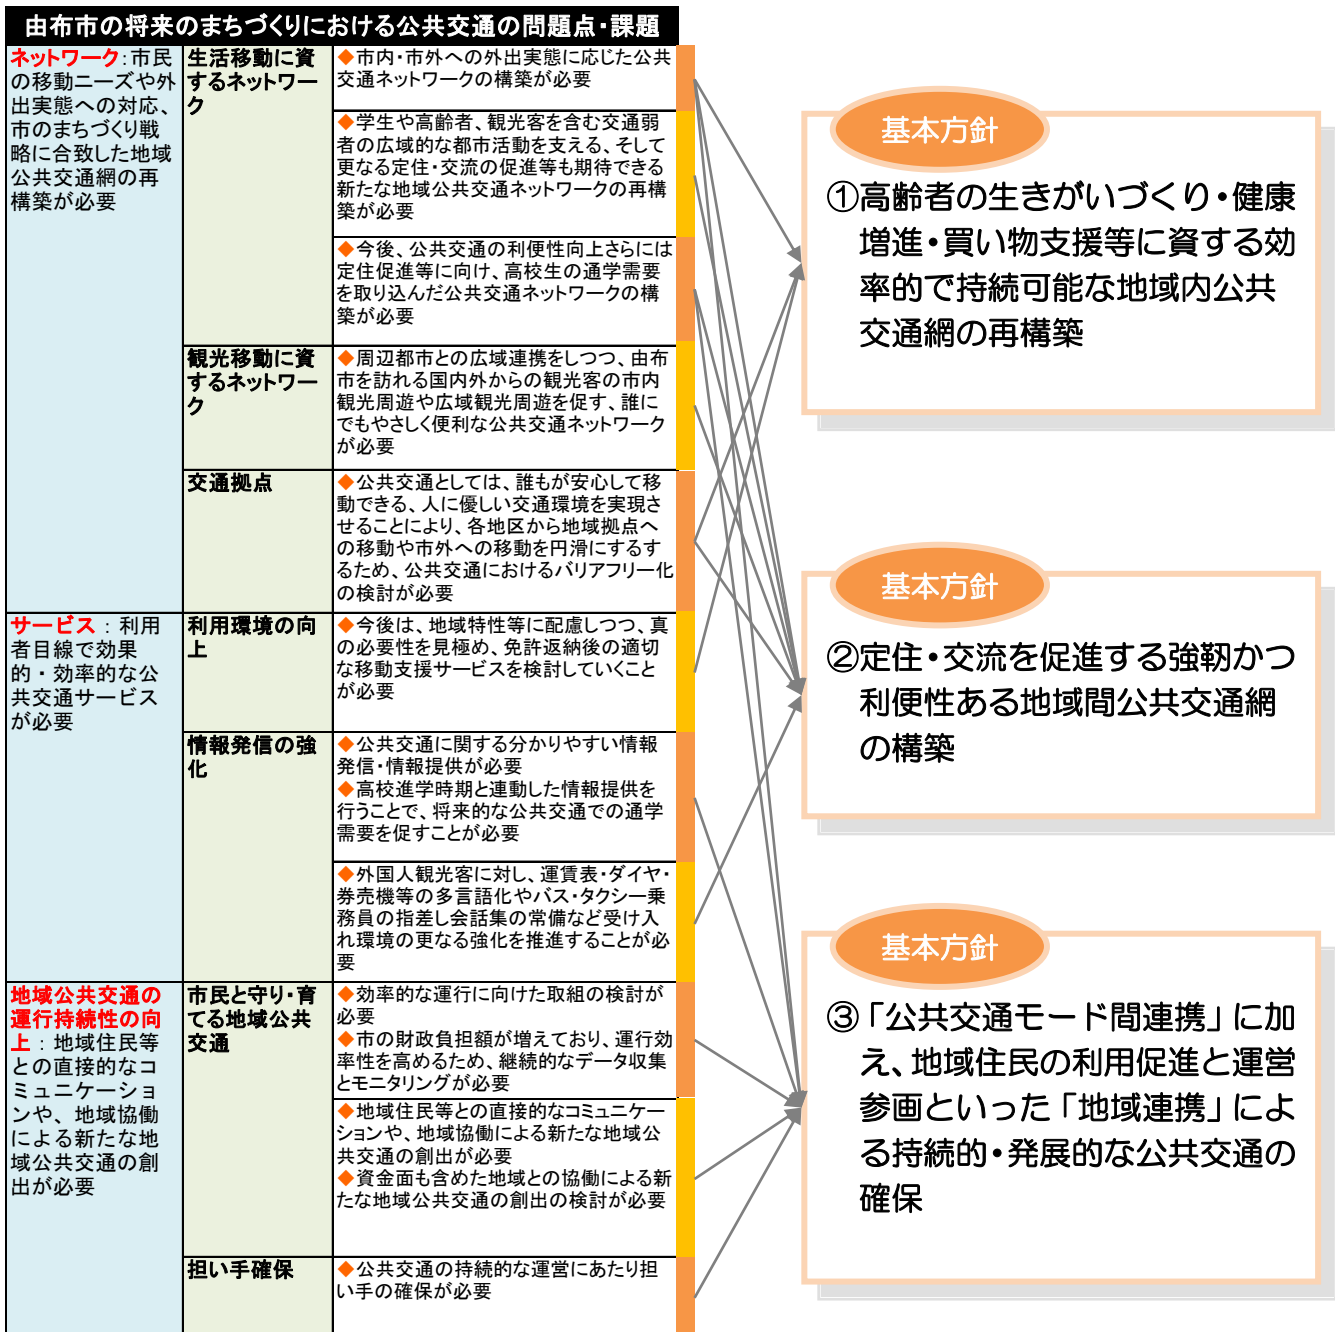 由布市の将来のまちづくりにおける公共交通の問題点・課題
ネットワーク：市民
の移動ニーズや外
出実態への対応、
市のまちづくり戦
略に合致した地域
公共交通網の再
構築が必要
生活移動に資
するネットワー
ク
◆市内・市外への外出実態に応じた公共
交通ネットワークの構築が必要
◆学生や高齢者、観光客を含む交通弱
者の広域的な都市活動を支える、そして
更なる定住・交流の促進等も期待できる
新たな地域公共交通ネットワークの再構
築が必要
◆今後、公共交通の利便性向上さらには
定住促進等に向け、高校生の通学需要
を取り込んだ公共交通ネットワークの構
築が必要
観光移動に資
するネットワー
ク
◆周辺都市との広域連携をしつつ、由布
市を訪れる国内外からの観光客の市内
観光周遊や広域観光周遊を促す、誰に
でもやさしく便利な公共交通ネットワーク
が必要
交通拠点
◆公共交通としては、誰もが安心して移
動できる、人に優しい交通環境を実現さ
せることにより、各地区から地域拠点へ
の移動や市外への移動を円滑にするす
るため、公共交通におけるバリアフリー化
の検討が必要
サービス：利用
者目線で効果
的・効率的な公
共交通サービス
が必要
利用環境の向
上
◆今後は、地域特性等に配慮しつつ、真
の必要性を見極め、免許返納後の適切
な移動支援サービスを検討していくこと
が必要
情報発信の強
化
◆公共交通に関する分かりやすい情報
発信・情報提供が必要
◆高校進学時期と連動した情報提供を
行うことで、将来的な公共交通での通学
需要を促すことが必要
◆外国人観光客に対し、運賃表・ダイヤ・
券売機等の多言語化やバス・タクシー乗
務員の指差し会話集の常備など受け入
れ環境の更なる強化を推進することが必
要
地域公共交通の
運行持続性の向
上：地域住民等
との直接的なコ
ミュニケーショ
ンや、地域協働
による新たな地
域公共交通の創
出が必要
市民と守り・育
てる地域公共
交通
◆効率的な運行に向けた取組の検討が
必要
◆市の財政負担額が増えており、運行効
率性を高めるため、継続的なデータ収集
とモニタリングが必要
◆地域住民等との直接的なコミュニケー
ションや、地域協働による新たな地域公
共交通の創出が必要
◆資金面も含めた地域との協働による新
たな地域公共交通の創出の検討が必要
担い手確保
◆公共交通の持続的な運営にあたり担
い手の確保が必要
基本方針
①高齢者の生きがいづくり・健康
増進・買い物支援等に資する効
率的で持続可能な地域内公共
交通網の再構築
基本方針
②定住・交流を促進する強靭かつ
利便性ある地域間公共交通網
の構築
基本方針
③「公共交通モード間連携」に加
え、地域住民の利用促進と運営
参画といった「地域連携」によ
る持続的・発展的な公共交通の
確保